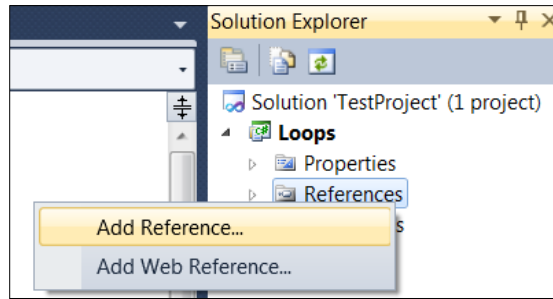 Solution Explorer
Solution 'TestProject' (1 project)
Loops
Properties
References
Add Reference...
s
Add Web Reference...